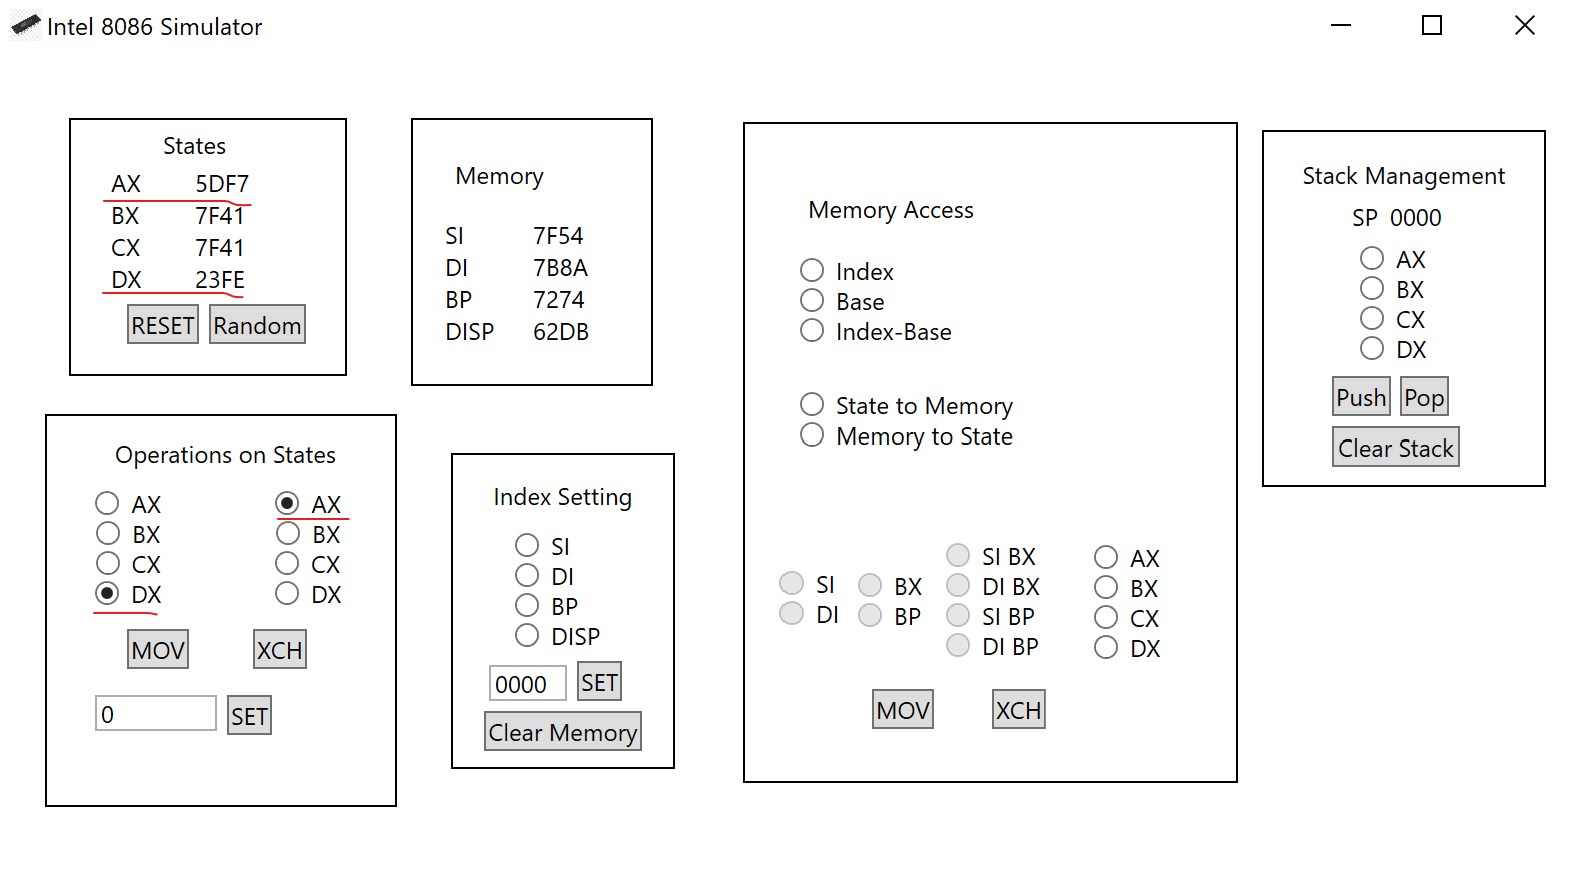 Intel 8086 Simulator
States
AX 5DF7
BX 7F41
CX 7F41
DX 23FE
RESET Random
Memory
SI 7F54
DI 7B8A
BP 7274
DISP 62DB
Operations on States
AX AX
BX BX
CX CX
DX DX
MOV XCH
0 SET
Index Setting
SI
DI
BP
DISP
0000 SET
Clear Memory
Memory Access
Index
Base
Index-Base
State to Memory
Memory to State
SI
DI
BX
BP
SI BX
DI BX
SI BP
DI BP
AX
BX
CX
DX
MOV XCH
Stack Management
SP 0000
AX
BX
CX
DX
Push Pop
Clear Stack